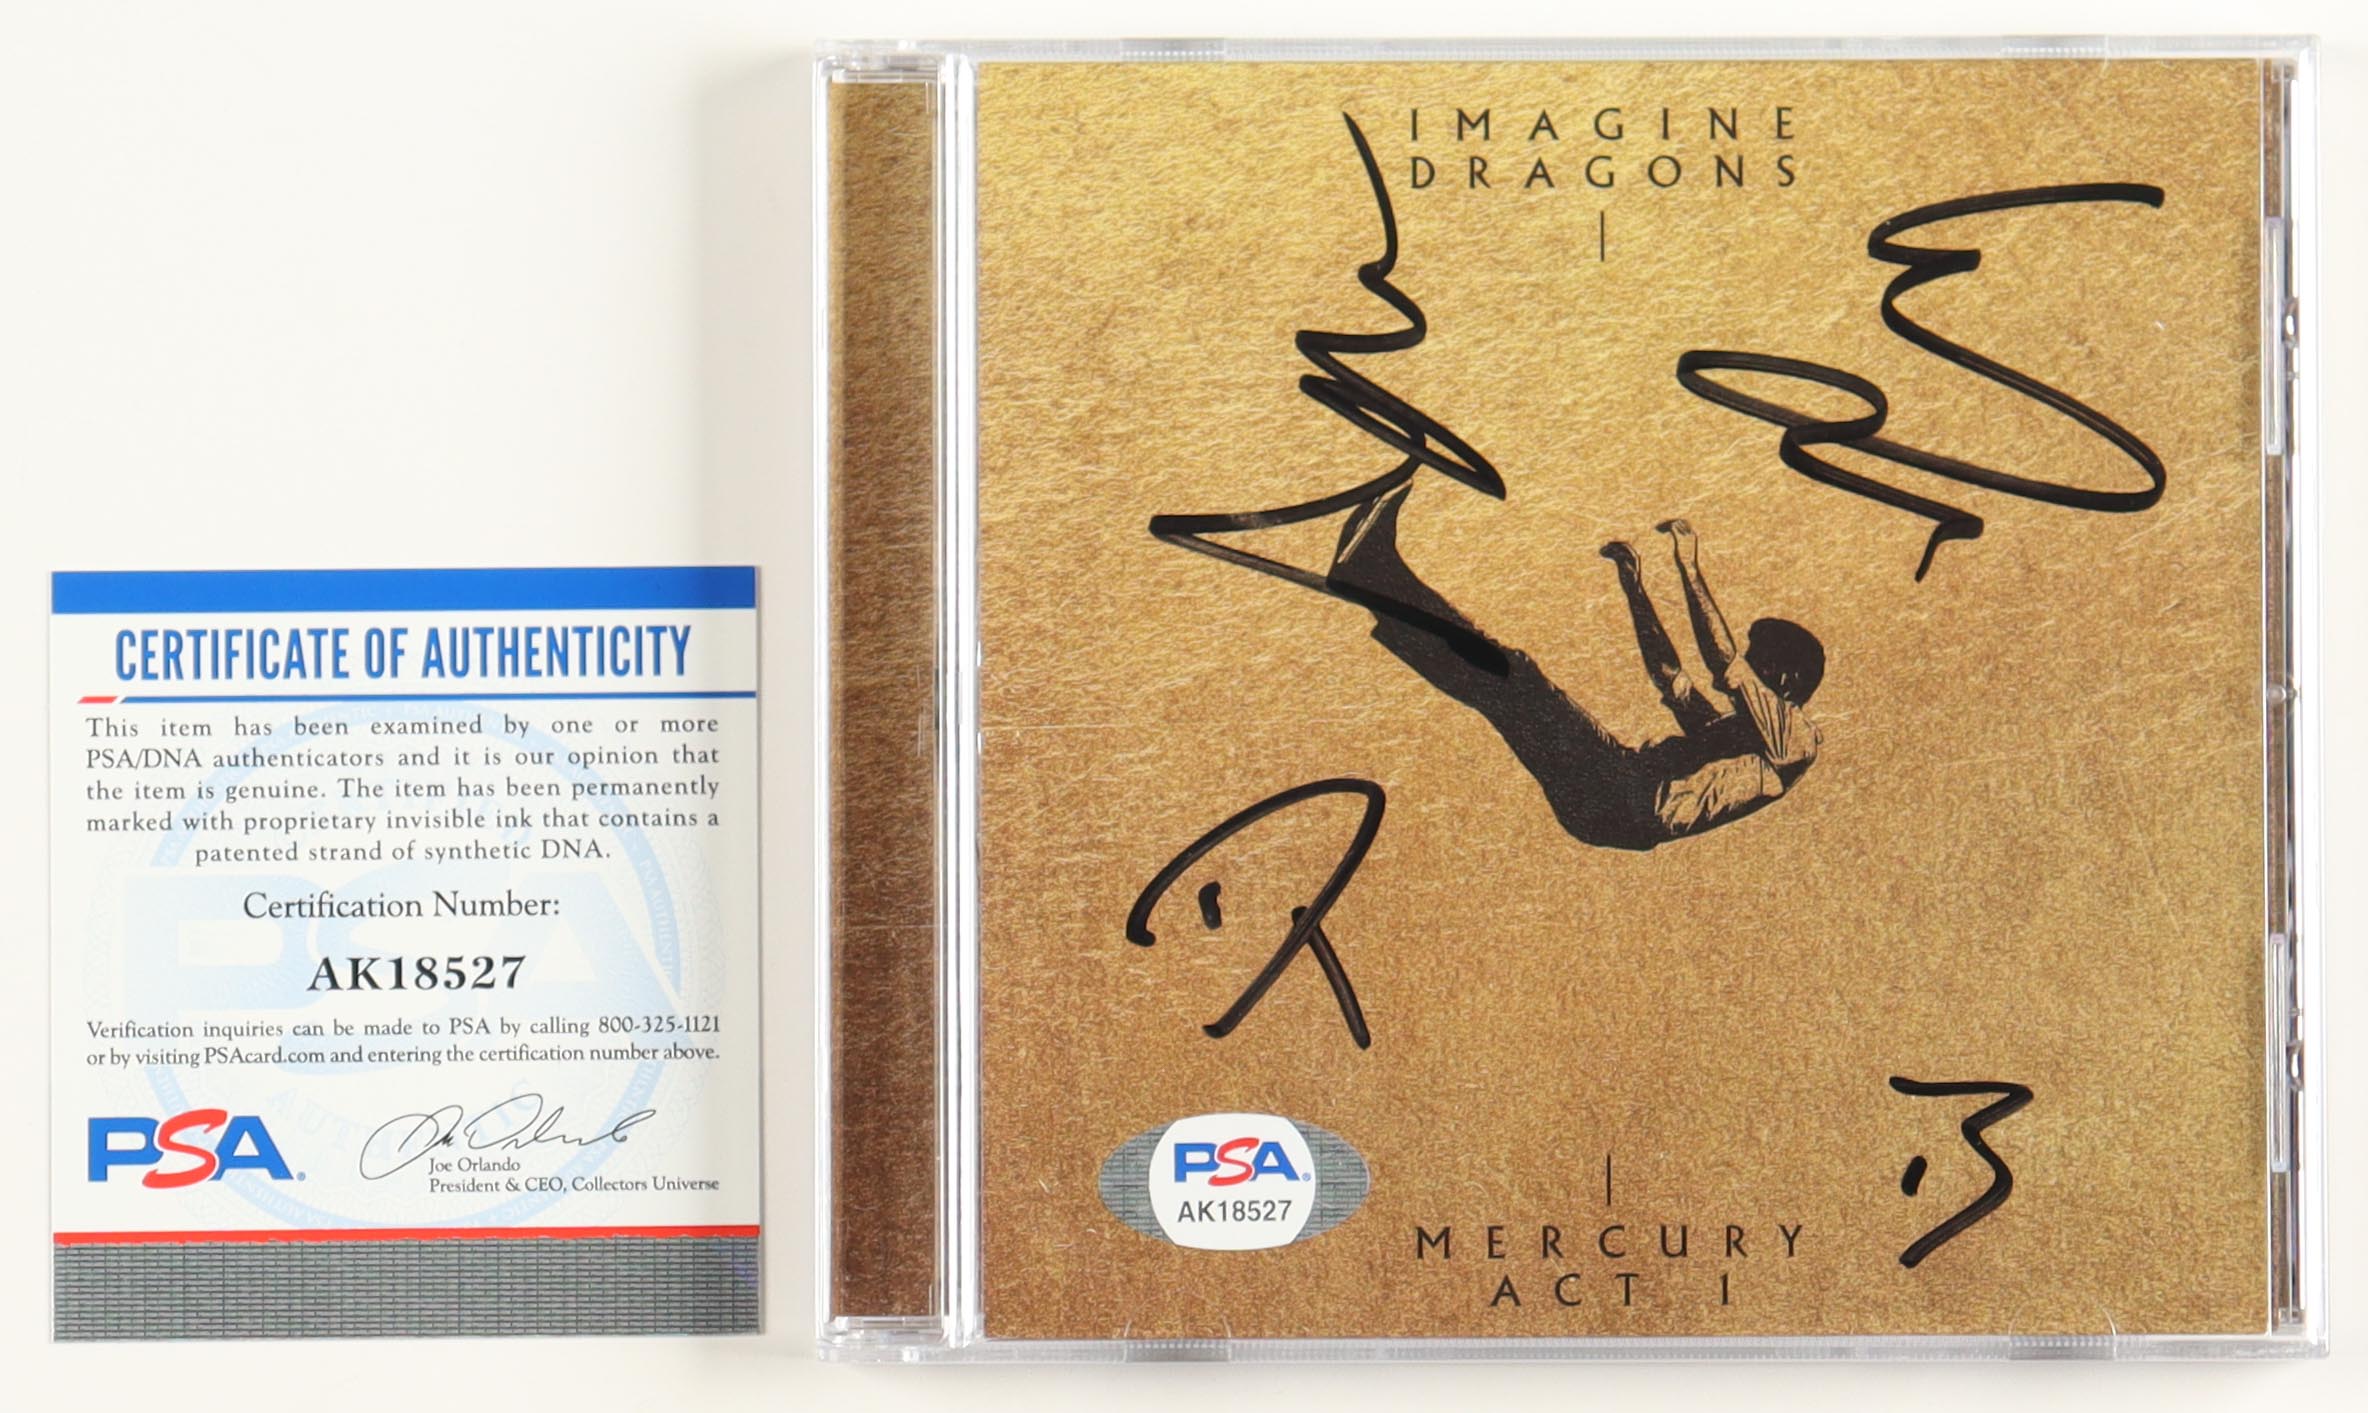 CERTIFICATE OF AUTHENTICITY
This item has been examined by one or more
PSA/DNA authenticators and it is our opinion that
the item is genuine. The item has been permanently
marked with proprietary invisible ink that contains a
patented strand of synthetic DNA.
Certification Number:
AK18527
Verification inquiries can be made to PSA by calling 800-325-1121
or by visiting PSAcard.com and entering the certification number above.
PSA
Joe Orlando
President & CEO, Collectors Universe
IMAGINE
DRAGONS
PSA
AK18527
MERCURY
ACT 1